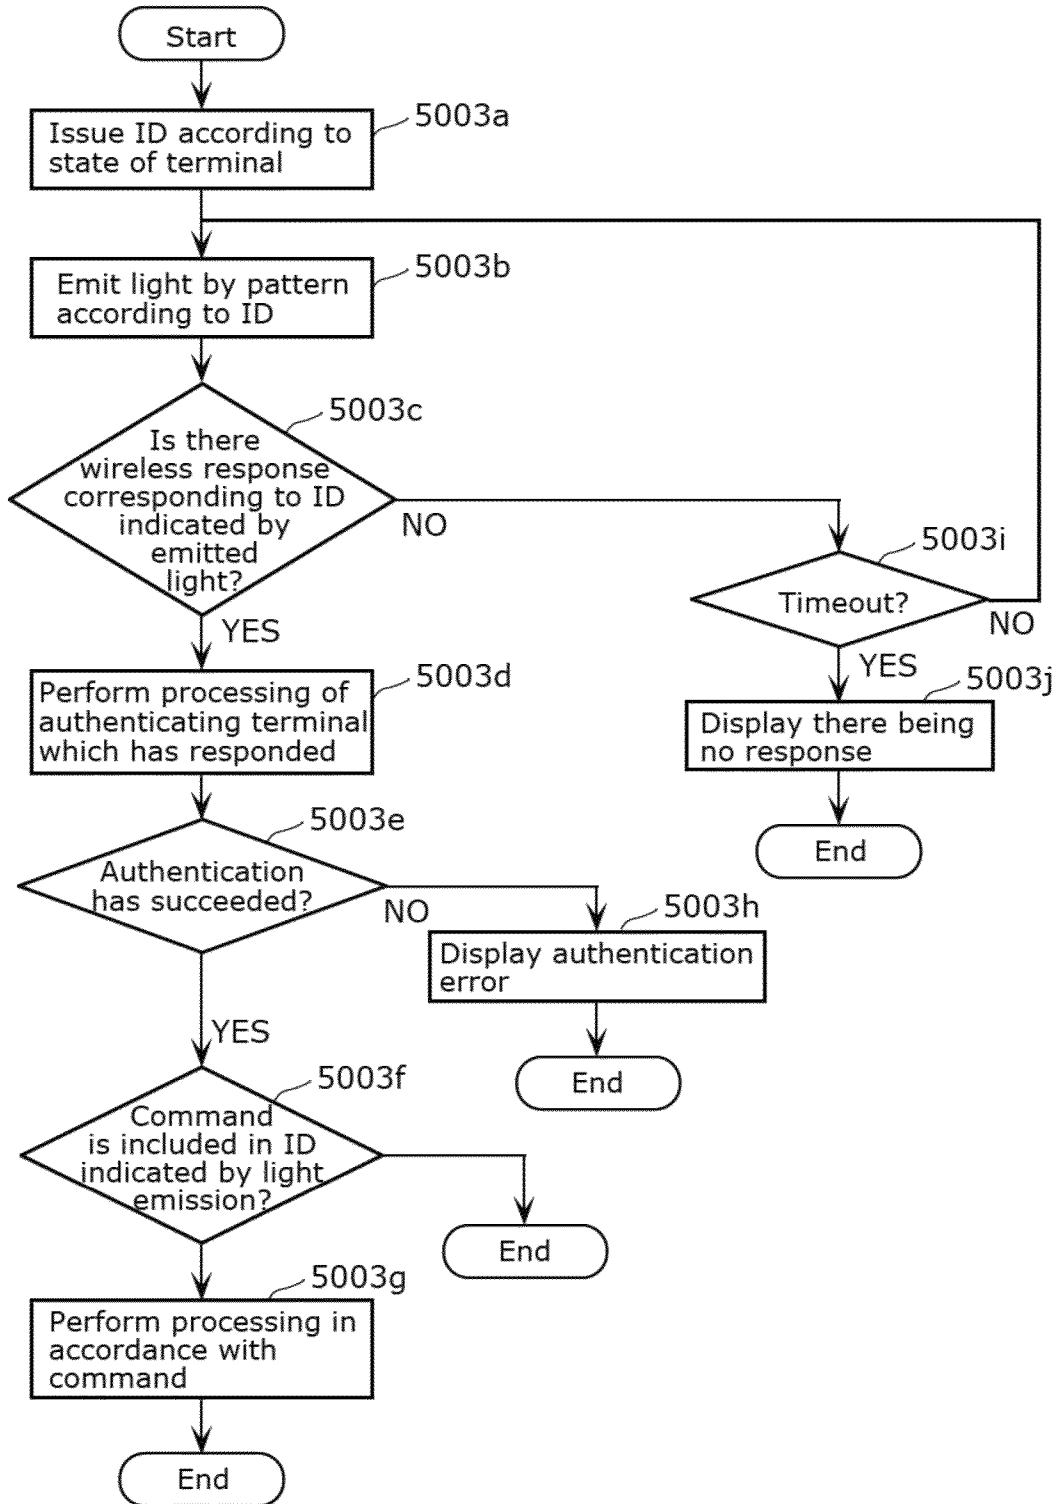 Start
5003a
Issue ID according to
state of terminal
5003b
Emit light by pattern
according to ID
5003c
Is there
wireless response
corresponding to ID
indicated by
emitted
light?
NO
YES
5003i
Timeout?
NO
YES
5003j
Display there being
no response
End
5003d
Perform processing of
authenticating terminal
which has responded
5003e
Authentication
has succeeded?
NO
YES
5003h
Display authentication
error
End
5003f
Command
is included in ID
indicated by light
emission?
End
5003g
Perform processing in
accordance with
command
End